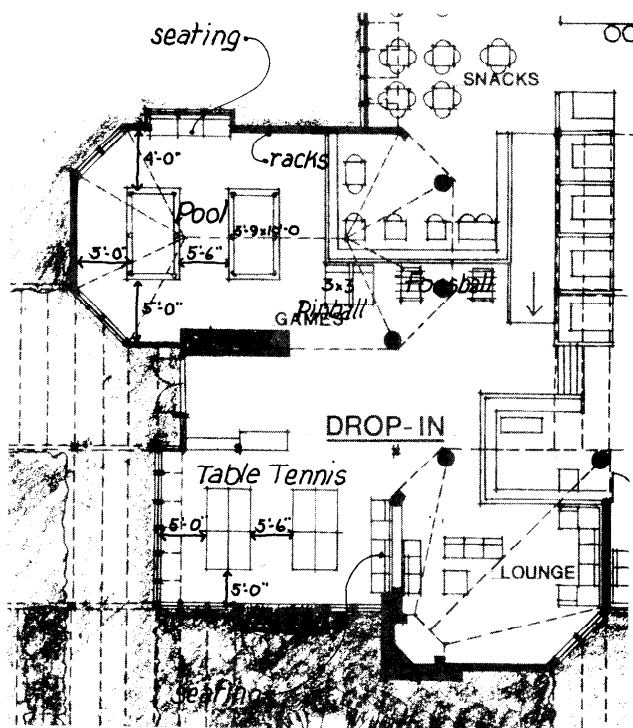 seating
SNACKS
racks
4'-0"
Pool
5'-9x10'-0
5'-0"
5'-6"
3x3
Foosball
Pinball
GAMES
5'-0"
DROP-IN
Table Tennis
5'-0"
5'-6"
LOUNGE
5'-0"
seating